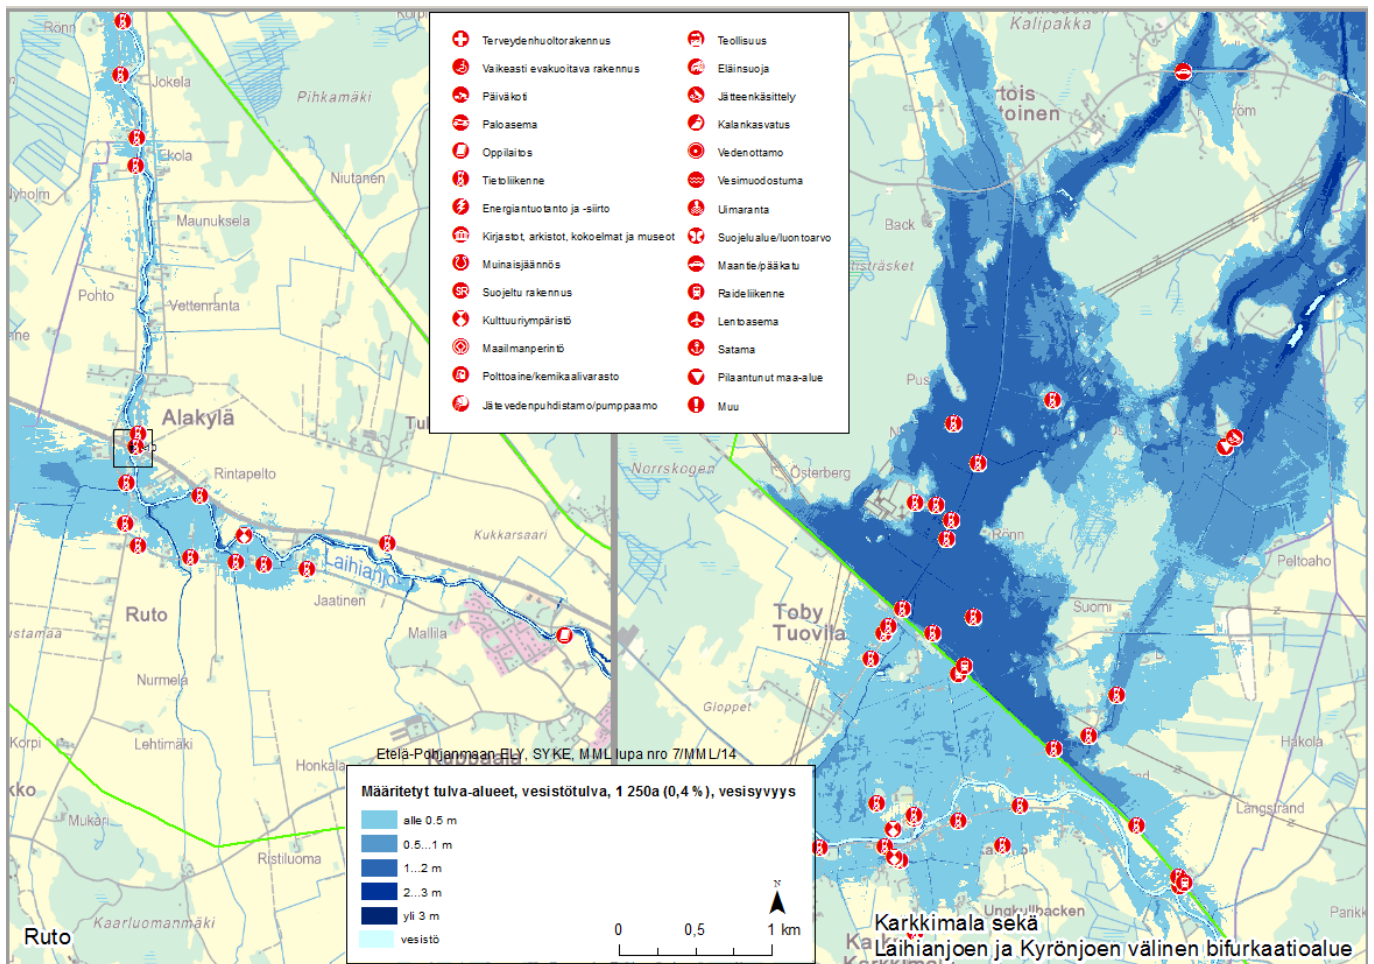 Rönn
Jokela
Pihkamäki
Ekola
Niutanen
Maunuksela
Pohto
Vettenranta
Alakylä
Rintapelto
Kukkarsaari
Laihianjo
Ruto
Jaatinen
Mallila
Nurmela
Lehtimäki
Korpi
Honkala
Mukari
Ristiluoma
Kaarluomanmäki
Ruto
Terveydenhuoltorakennus
Vaikeasti evakuoitava rakennus
Päiväkoti
Paloasema
Oppilaitos
Tietoliikenne
Energiantuotanto ja -siirto
Kirjastot, arkistot, kokoelmat ja museot
Muinaisjäännös
Suojeltu rakennus
Kulttuuriympäristö
Maailmanperintö
Polttoaine/kemikaalivarasto
Jätevedenpuhdistamo/pumppaamo
Teollisuus
Eläinsuoja
Jätteenkäsittely
Kalankasvatus
Vedenottamo
Vesimuodostuma
Uimaranta
Suojelualue/luontoarvo
Maantie/pääkatu
Raideliikenne
Lentoasema
Satama
Pilaantunut maa-alue
Muu
Kalipakka
Back
Norrskogen
Österberg
Rönn
Peltoaho
Suomi
Toby
Tuovila
Gloppet
Hakola
Långstrand
Ungkullbacken
Etelä-Pohjanmaan ELY, SYKE, MML lupa nro 7/MML/14
Määritetyt tulva-alueet, vesistötulva, 1 250a (0,4 %), vesisyvyys
alle 0.5 m
0.5...1 m
1...2 m
2...3 m
yli 3 m
vesistö
N
0 0,5 1 km
Karkkimala sekä
Laihianjoen ja Kyrönjoen välinen bifurkaatioalue